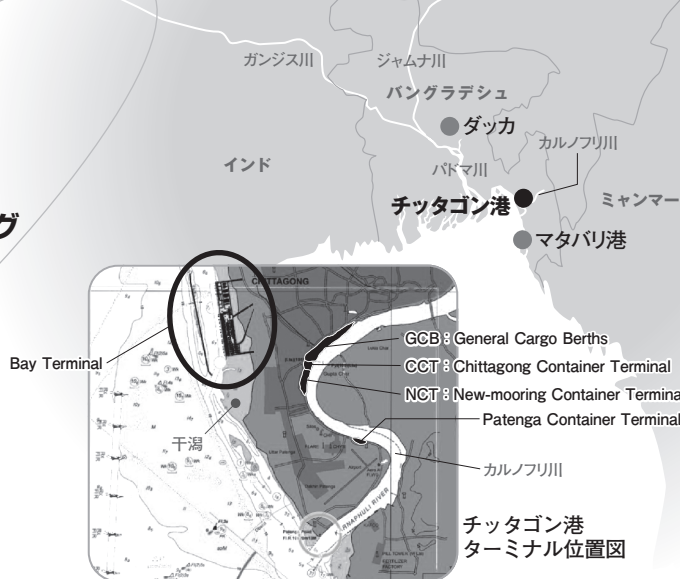 ガンジス川
ジャムナ川
バングラデシュ
ダッカ
カルノフリ川
インド
パドマ川
チッタゴン港
ミャンマー
マタバリ港
グ
CHITTAGONG
GCB：General Cargo Berths
CCT：Chittagong Container Terminal
NCT：New-mooring Container Termina
Patenga Container Terminal
Bay Terminal
干潟
カルノフリ川
RNAPHULI RIVER
チッタゴン港
ターミナル位置図